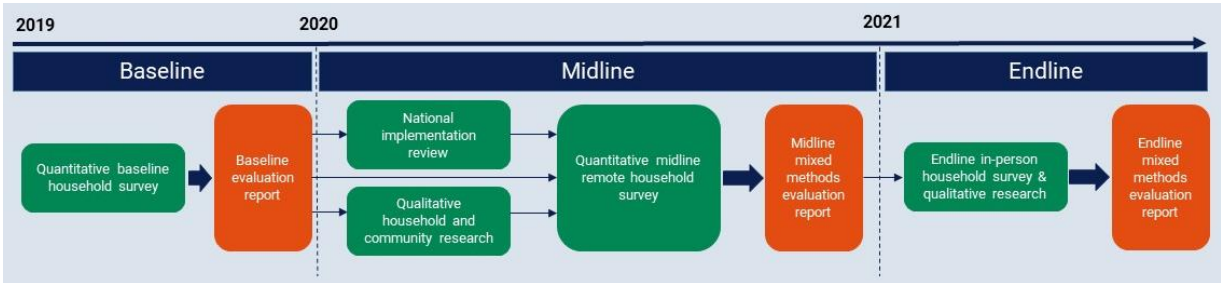 2019
2020
2021
Baseline
Midline
Endline
Quantitative baseline
household survey
Baseline
evaluation
report
National
implementation
review
Qualitative
household and
community research
Quantitative midline
remote household
survey
Midline
mixed
methods
evaluation
report
Endline in-person
household survey &
qualitative research
Endline
mixed
methods
evaluation
report